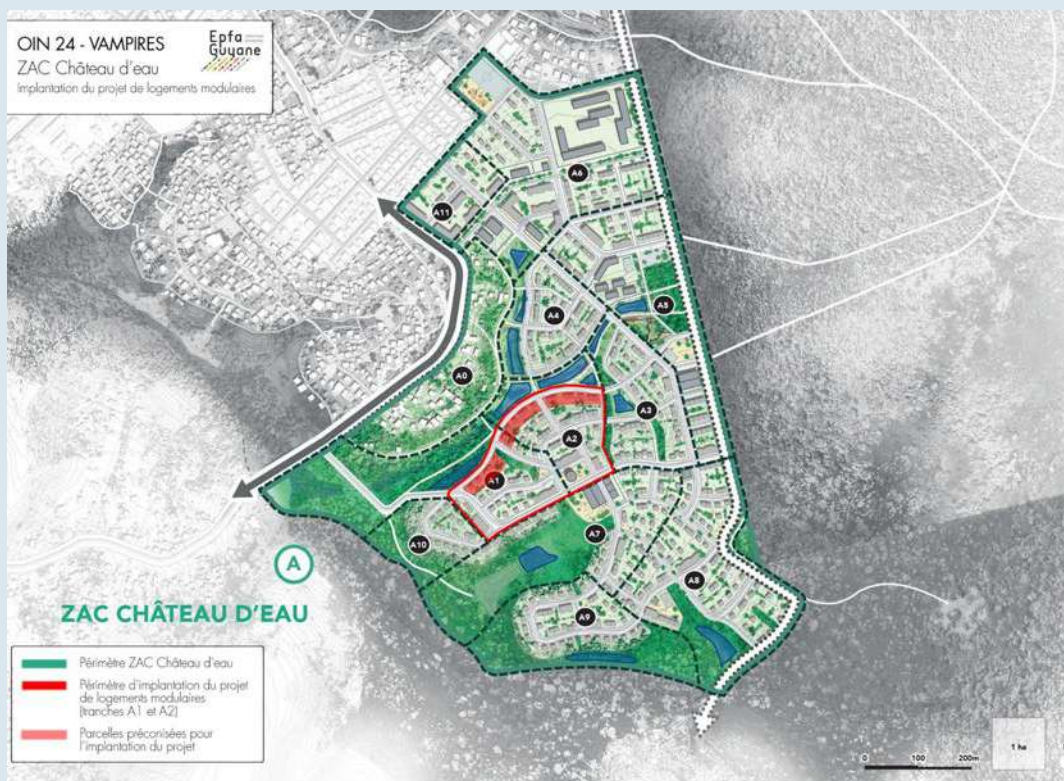 OIN 24 - VAMPIRES
ZAC Château d'eau
Implantation du projet de logements modulaires
Epfa
Guyane
A6
A11
A5
A4
A0
A3
A2
A1
A7
A10
A8
A9
A
ZAC CHÂTEAU D'EAU
Périmètre ZAC Château d'eau
Périmètre d'implantation du projet
de logements modulaires
(tranches A1 et A2)
Parcelles préconisées pour
l'implantation du projet
0 100 200m
1 ha